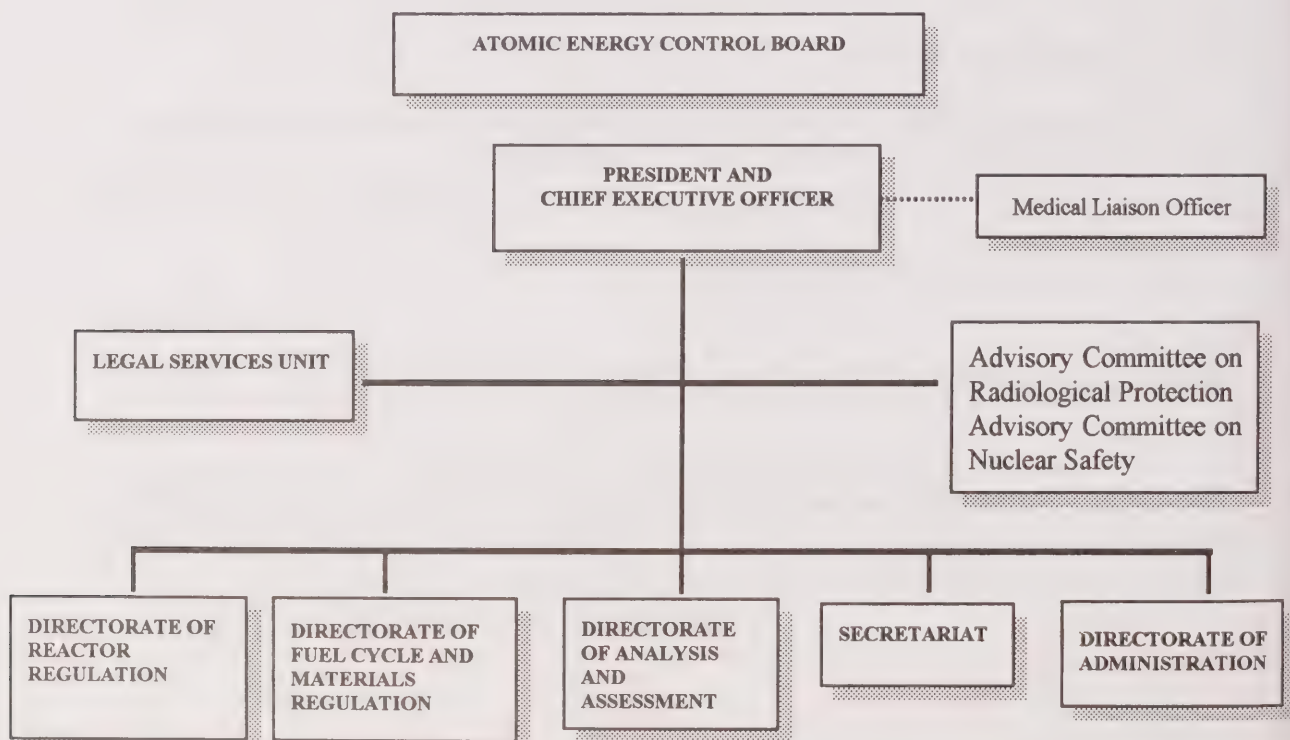 ATOMIC ENERGY CONTROL BOARD
PRESIDENT AND
CHIEF EXECUTIVE OFFICER
Medical Liaison Officer
LEGAL SERVICES UNIT
Advisory Committee on
Radiological Protection
Advisory Committee on
Nuclear Safety
DIRECTORATE OF
REACTOR
REGULATION
DIRECTORATE OF
FUEL CYCLE AND
MATERIALS
REGULATION
DIRECTORATE
OF ANALYSIS
AND
ASSESSMENT
SECRETARIAT
DIRECTORATE OF
ADMINISTRATION